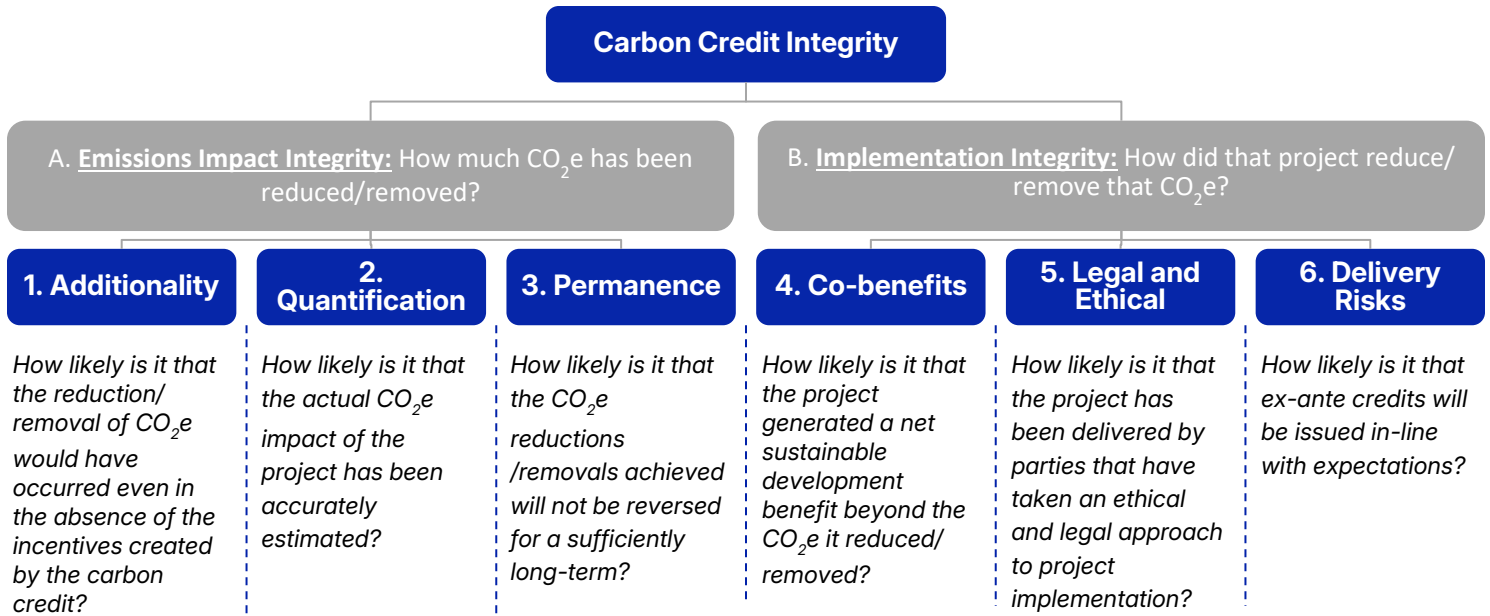 Carbon Credit Integrity
A. Emissions Impact Integrity: How much CO₂e has been
reduced/removed?
B. Implementation Integrity: How did that project reduce/
remove that CO₂e?
1. Additionality
2.
Quantification
3. Permanence
4. Co-benefits
5. Legal and
Ethical
6. Delivery
Risks
How likely is it that
the reduction/
removal of CO₂e
would have
occurred even in
the absence of the
incentives created
by the carbon
credit?
How likely is it that
the actual CO₂e
impact of the
project has been
accurately
estimated?
How likely is it that
the CO₂e
reductions
/removals achieved
will not be reversed
for a sufficiently
long-term?
How likely is it that
the project
generated a net
sustainable
development
benefit beyond the
CO₂e it reduced/
removed?
How likely is it that
the project has
been delivered by
parties that have
taken an ethical
and legal approach
to project
implementation?
How likely is it that
ex-ante credits will
be issued in-line
with expectations?